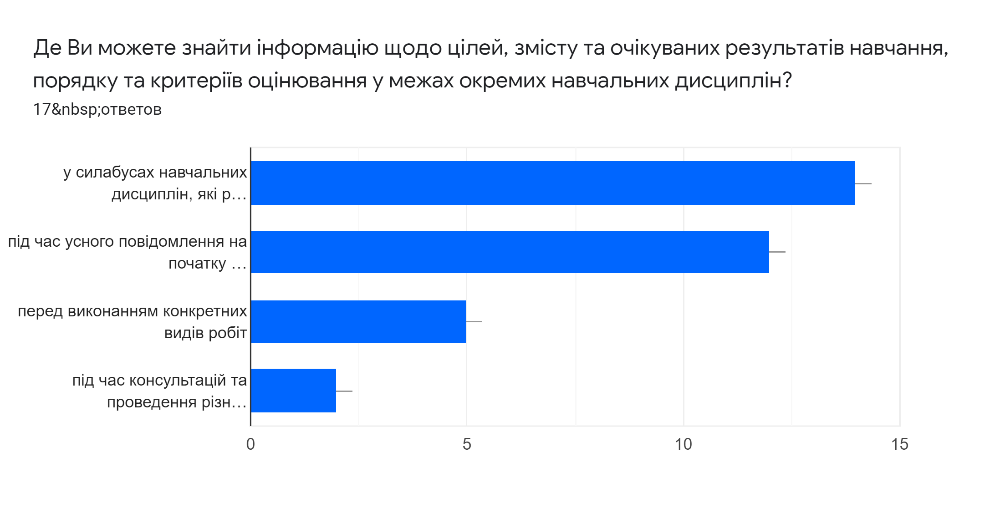 Де Ви можете знайти інформацію щодо цілей, змісту та очікуваних результатів навчання,
порядку та критеріїв оцінювання у межах окремих навчальних дисциплін?
17&nbsp;ответов
у силабусах навчальних
дисциплін, які р…
під час усного повідомлення на
початку …
перед виконанням конкретних
видів робіт
під час консультацій та
проведення різн…
0 5 10 15